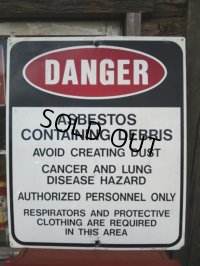 DANGER
ASBESTOS
CONTAINING DEBRIS
SOLD OUT
AVOID CREATING DUST
CANCER AND LUNG
DISEASE HAZARD
AUTHORIZED PERSONNEL ONLY
RESPIRATORS AND PROTECTIVE
CLOTHING ARE REQUIRED
IN THIS AREA